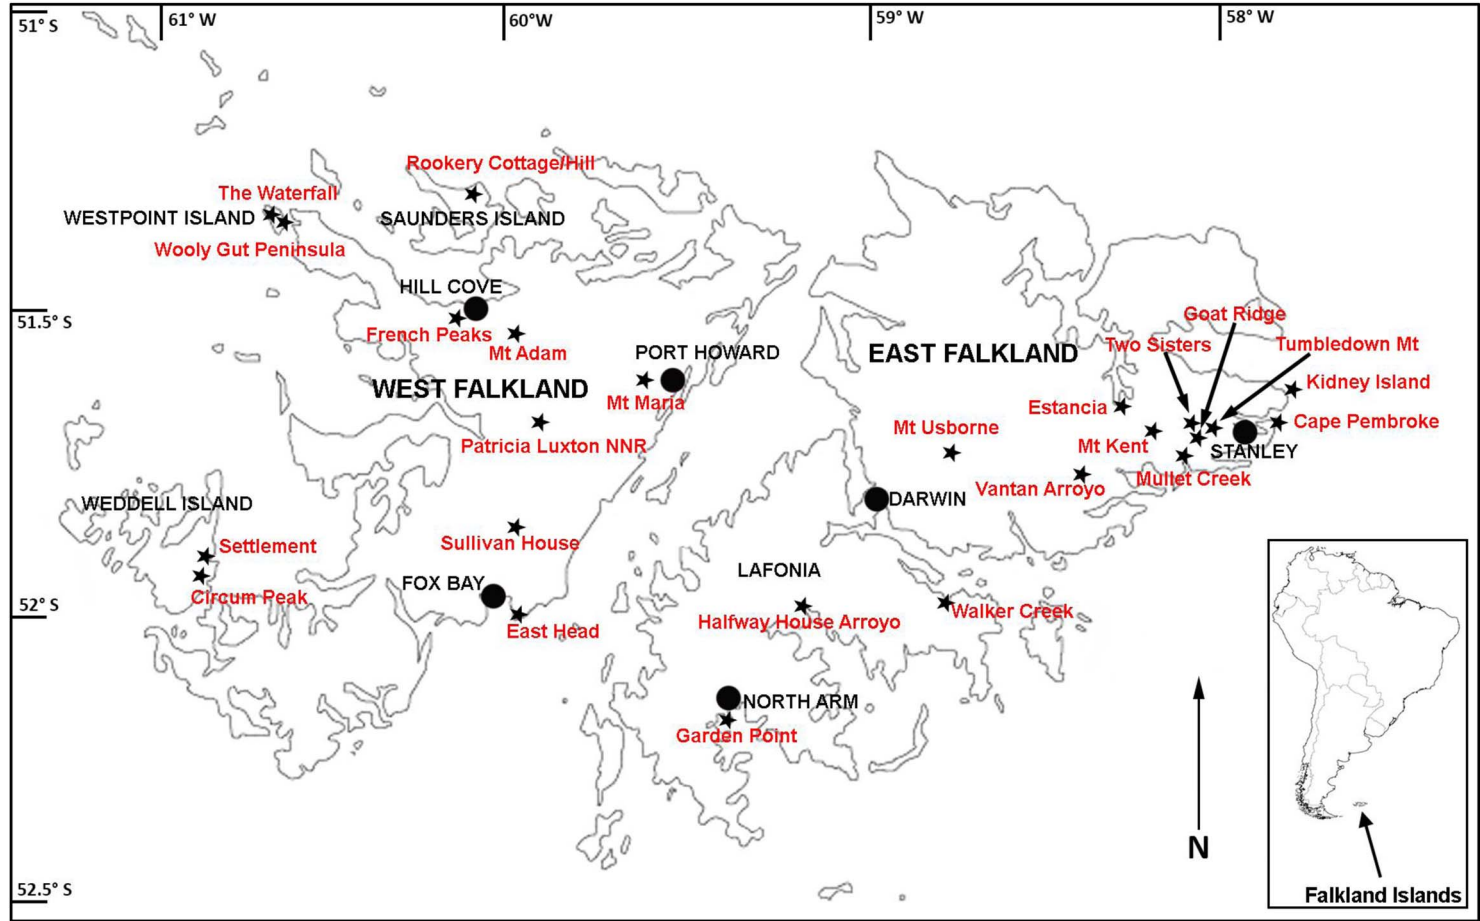 61° W
60°W
59° W
58° W
51° S
Rookery Cottage/Hill
The Waterfall
WESTPOINT ISLAND
SAUNDERS ISLAND
Wooly Gut Peninsula
HILL COVE
51.5° S
French Peaks
Mt Adam
Goat Ridge
Two Sisters
Tumbledown Mt
PORT HOWARD
EAST FALKLAND
WEST FALKLAND
Mt Maria
Kidney Island
Estancia
Cape Pembroke
Mt Usborne
Patricia Luxton NNR
Mt Kent
STANLEY
Mullet Creek
Vantan Arroyo
DARWIN
WEDDELL ISLAND
Settlement
Sullivan House
LAFONIA
FOX BAY
Circum Peak
52° S
East Head
Halfway House Arroyo
Walker Creek
NORTH ARM
Garden Point
N
52.5° S
Falkland Islands